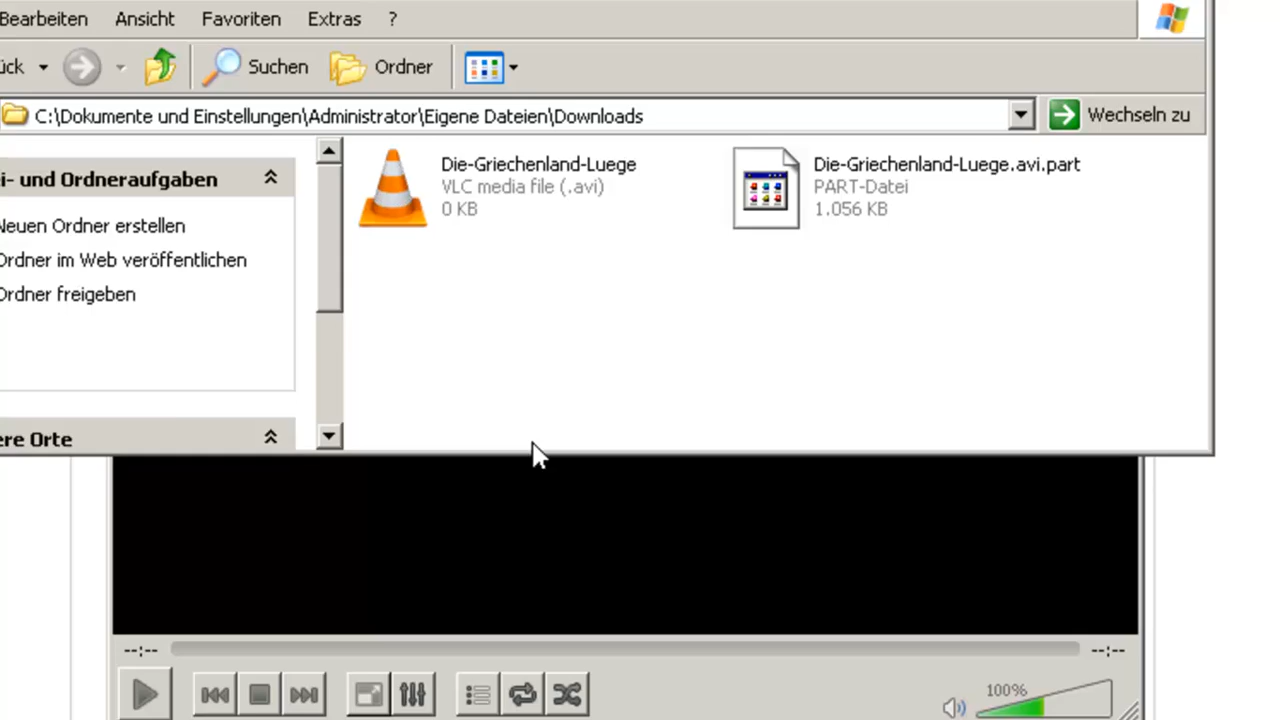 Bearbeiten Ansicht Favoriten Extras ?
ück Suchen Ordner
C:\Dokumente und Einstellungen\Administrator\Eigene Dateien\Downloads Wechseln zu
i- und Ordneraufgaben
Neuen Ordner erstellen
Ordner im Web veröffentlichen
Ordner freigeben
ere Orte
Die-Griechenland-Luege
VLC media file (.avi)
0 KB
Die-Griechenland-Luege.avi.part
PART-Datei
1.056 KB
--:-- --:--
100%